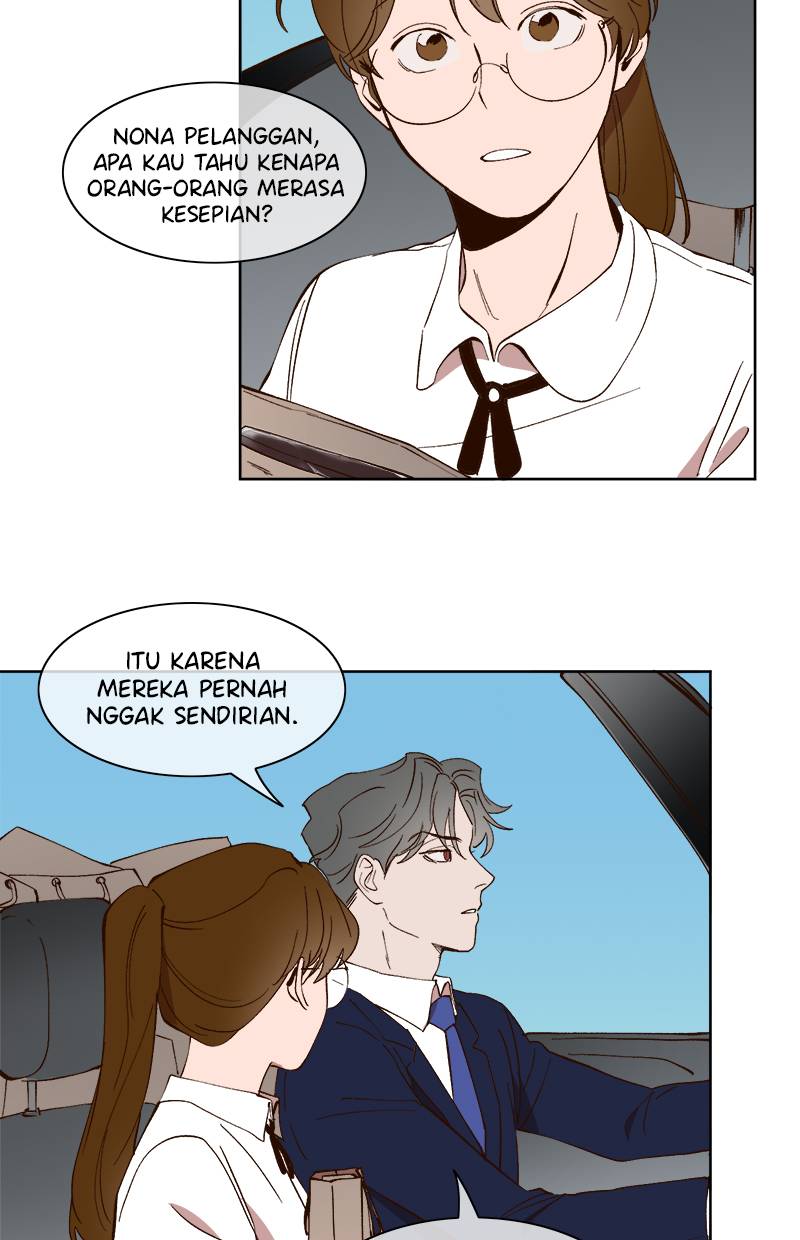 NONA PELANGGAN,
APA KAU TAHU KENAPA
ORANG-ORANG MERASA
KESEPIAN?
ITU KARENA
MEREKA PERNAH
NGGAK SENDIRIAN.